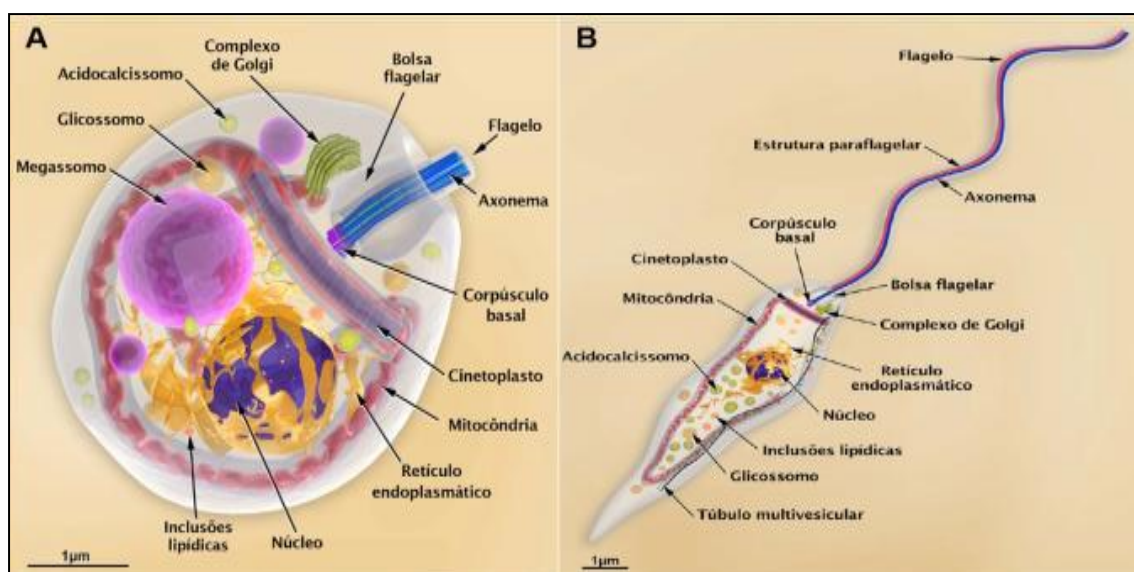 A
Complexo
de Golgi
Bolsa
flagelar
Acidocalcissomo
Flagelo
Glicossomo
Megassomo
Axonema
Corpúsculo
basal
Cinetoplasto
Mitocôndria
Retículo
endoplasmático
Inclusões
lipídicas
Núcleo
1µm
B
Flagelo
Estrutura paraflagelar
Axonema
Corpúsculo
basal
Cinetoplasto
Bolsa flagelar
Mitocôndria
Complexo de Golgi
Acidocalcissomo
Retículo
endoplasmático
Núcleo
Inclusões lipídicas
Glicossomo
Túbulo multivesicular
1µm